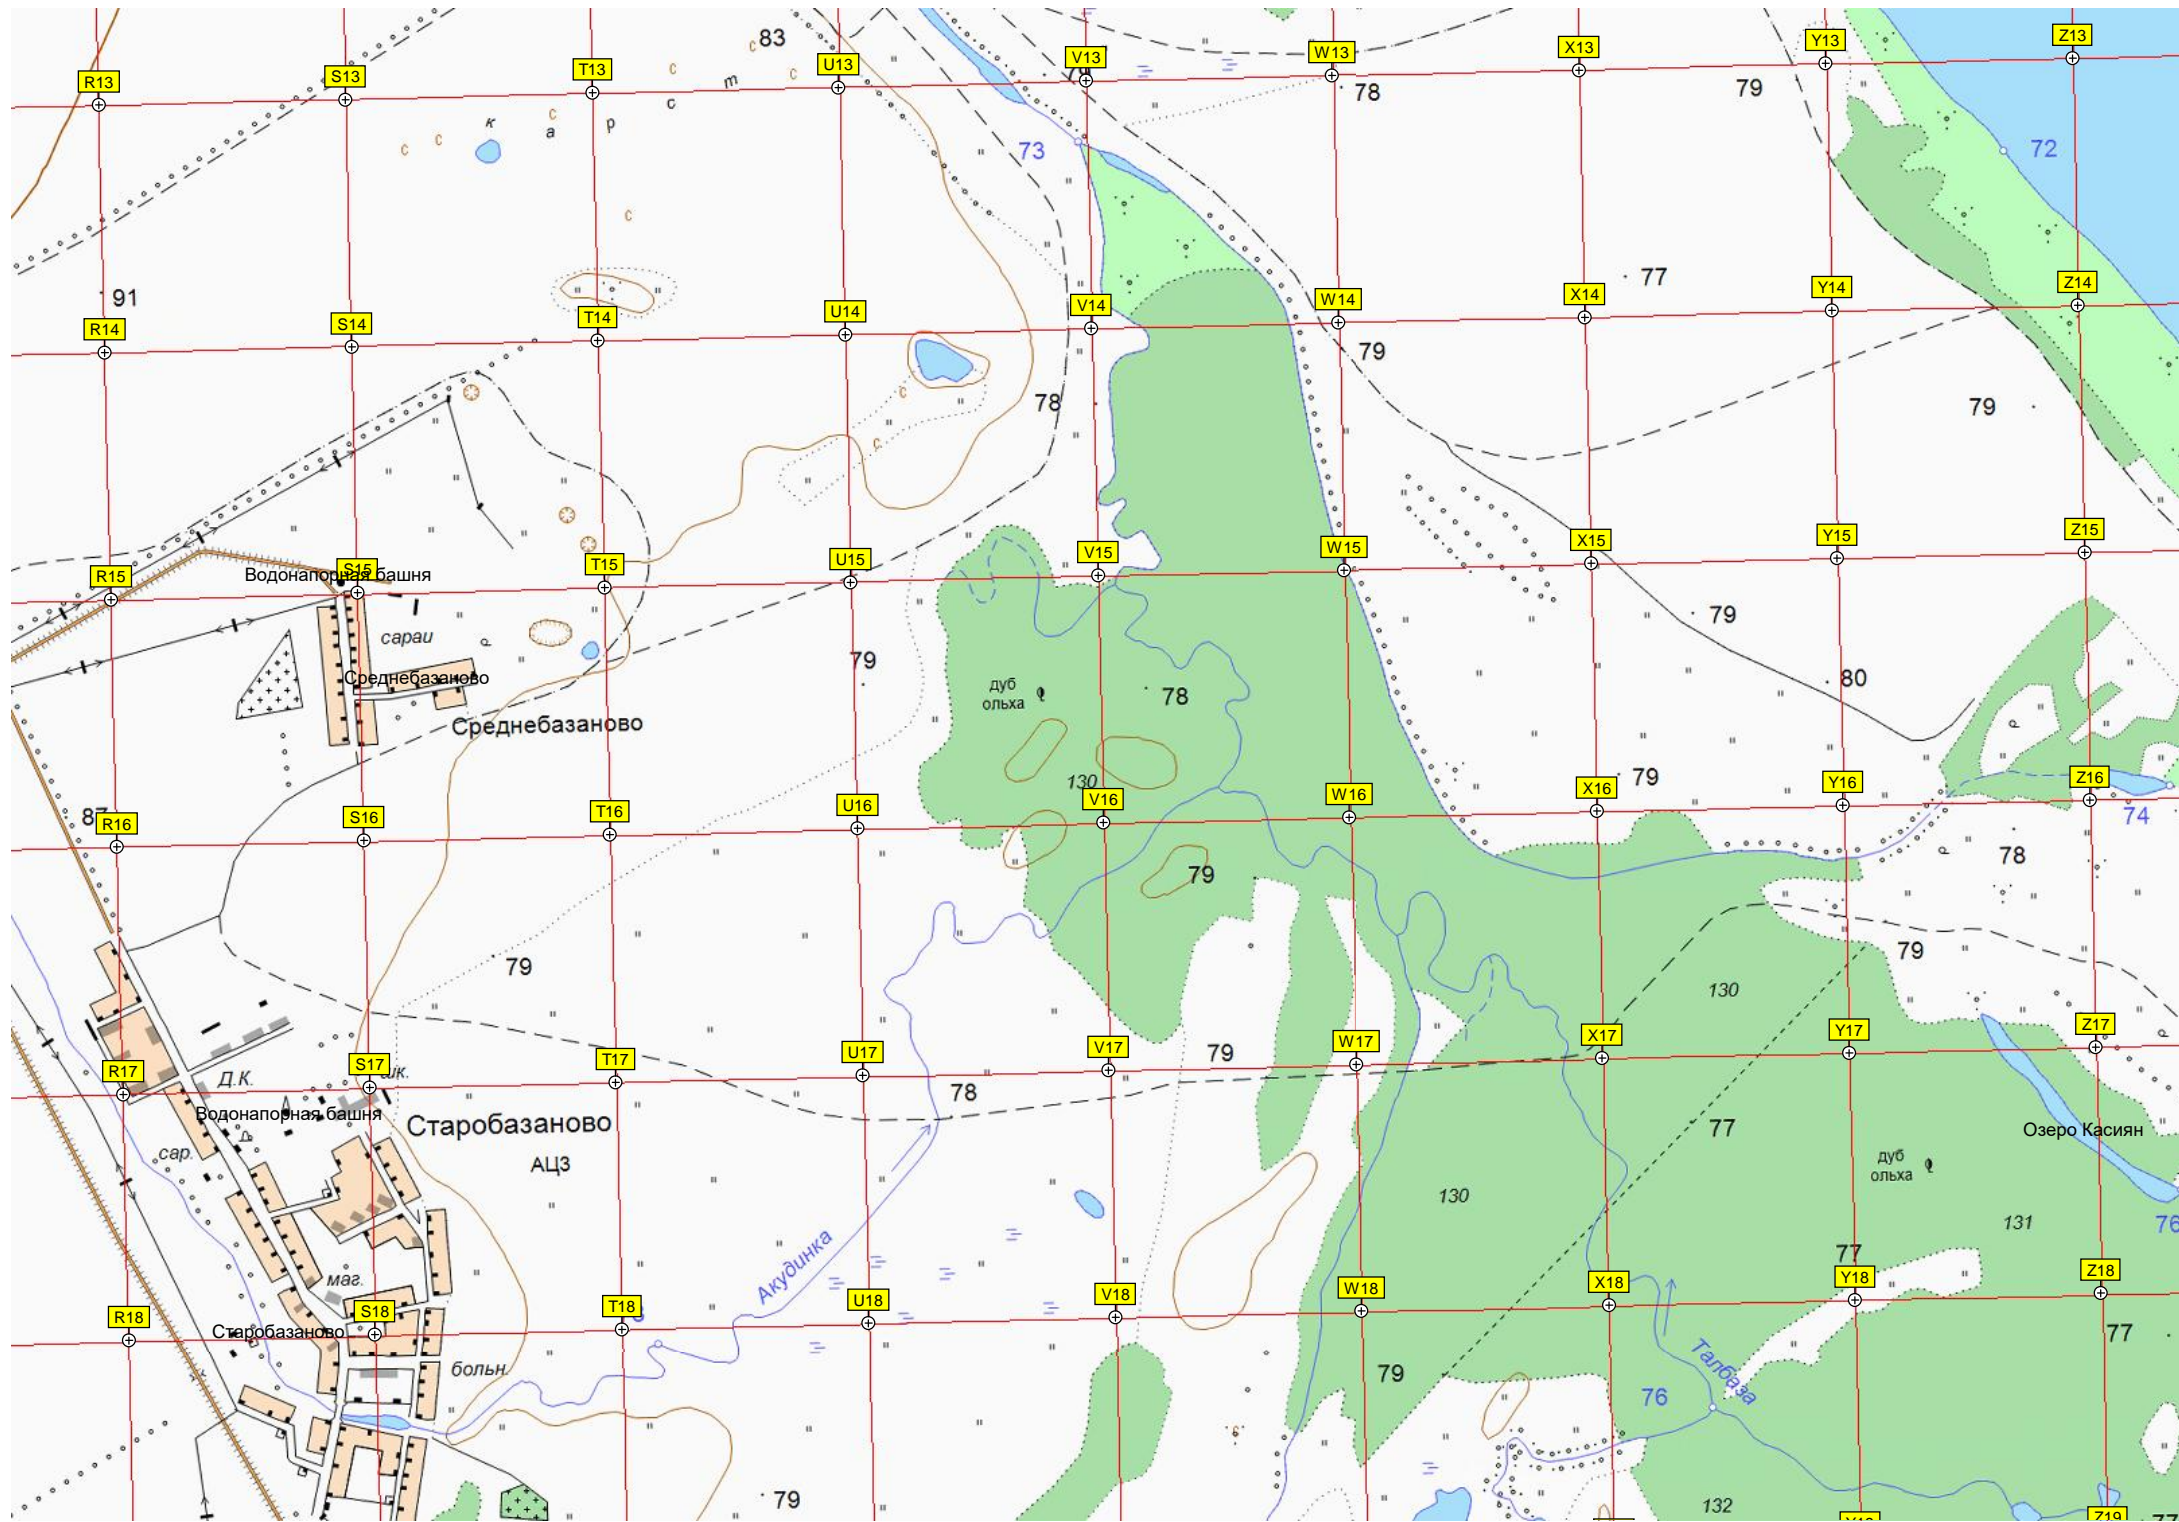 83
R13
S13
T13
U13
V13
W13
X13
Y13
Z13
с
с
с
78
79
к а р с т
с
с
с
73
72
с
91
77
R14
S14
T14
U14
V14
W14
X14
Y14
Z14
79
с
78
79
с
R15
S15
T15
U15
V15
W15
X15
Y15
Z15
Водонапорная башня
79
сараи
р
79
Среднебазаново
дуб
ольха
78
80
Среднебазаново
р
130
79
87
R16
S16
T16
U16
V16
W16
X16
Y16
Z16
74
79
р
78
79
79
130
R17
S17
T17
U17
V17
W17
X17
Y17
Z17
79
р
Д.К.
шк.
78
Водонапорная башня
Старобазаново
77
Озеро Касиян
сар.
р
АЦЗ
дуб
ольха
130
131
76
Акудинка
77
маг.
R18
S18
T18
U18
V18
W18
X18
Y18
Z18
Старобазаново
77
больн.
79
Талбаза
76
с
79
132
Z19
77